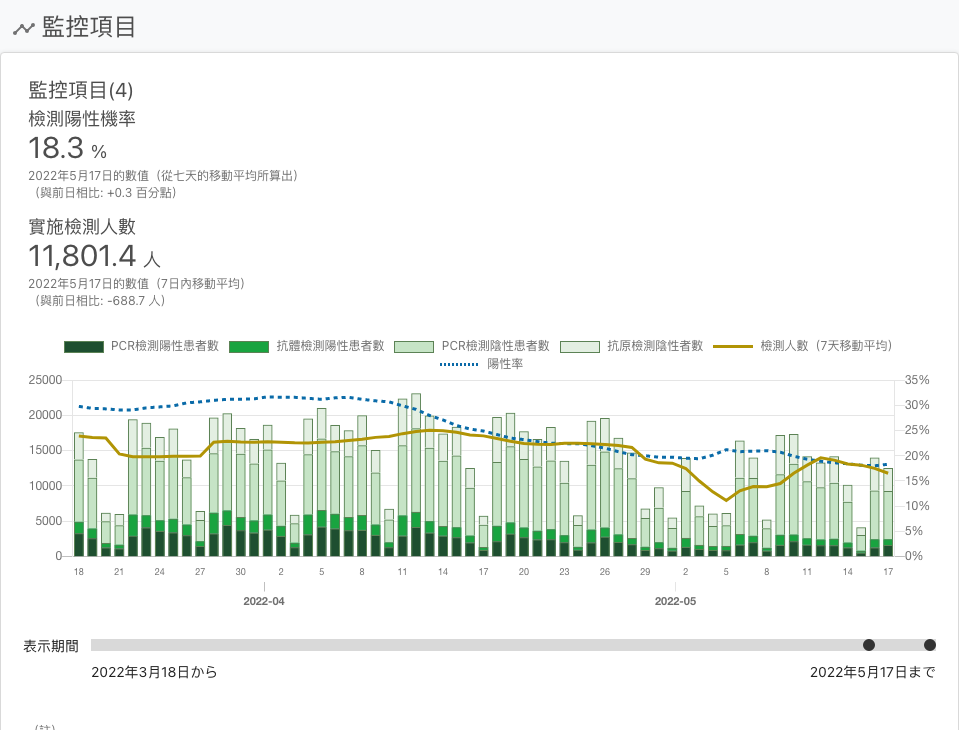 監控項目
監控項目(4)
檢測陽性機率
18.3 %
2022年5月17日的數值（從七天的移動平均所算出）
（與前日相比: +0.3 百分點）
實施檢測人數
11,801.4 人
2022年5月17日的數值（7日內移動平均）
（與前日相比: -688.7 人）
PCR檢測陽性患者數 抗體檢測陽性患者數 PCR檢測陰性患者數 抗原檢測陰性者數 檢測人數（7天移動平均）
陽性率
25000 35%
20000 30%
15000 25%
10000 20%
5000 15%
0 10%
5%
0%
18 21 24 27 30 2 5 8 11 14 17 20 23 26 29 2 5 8 11 14 17
2022-04 2022-05
表示期間
2022年3月18日から 2022年5月17日まで
（註）